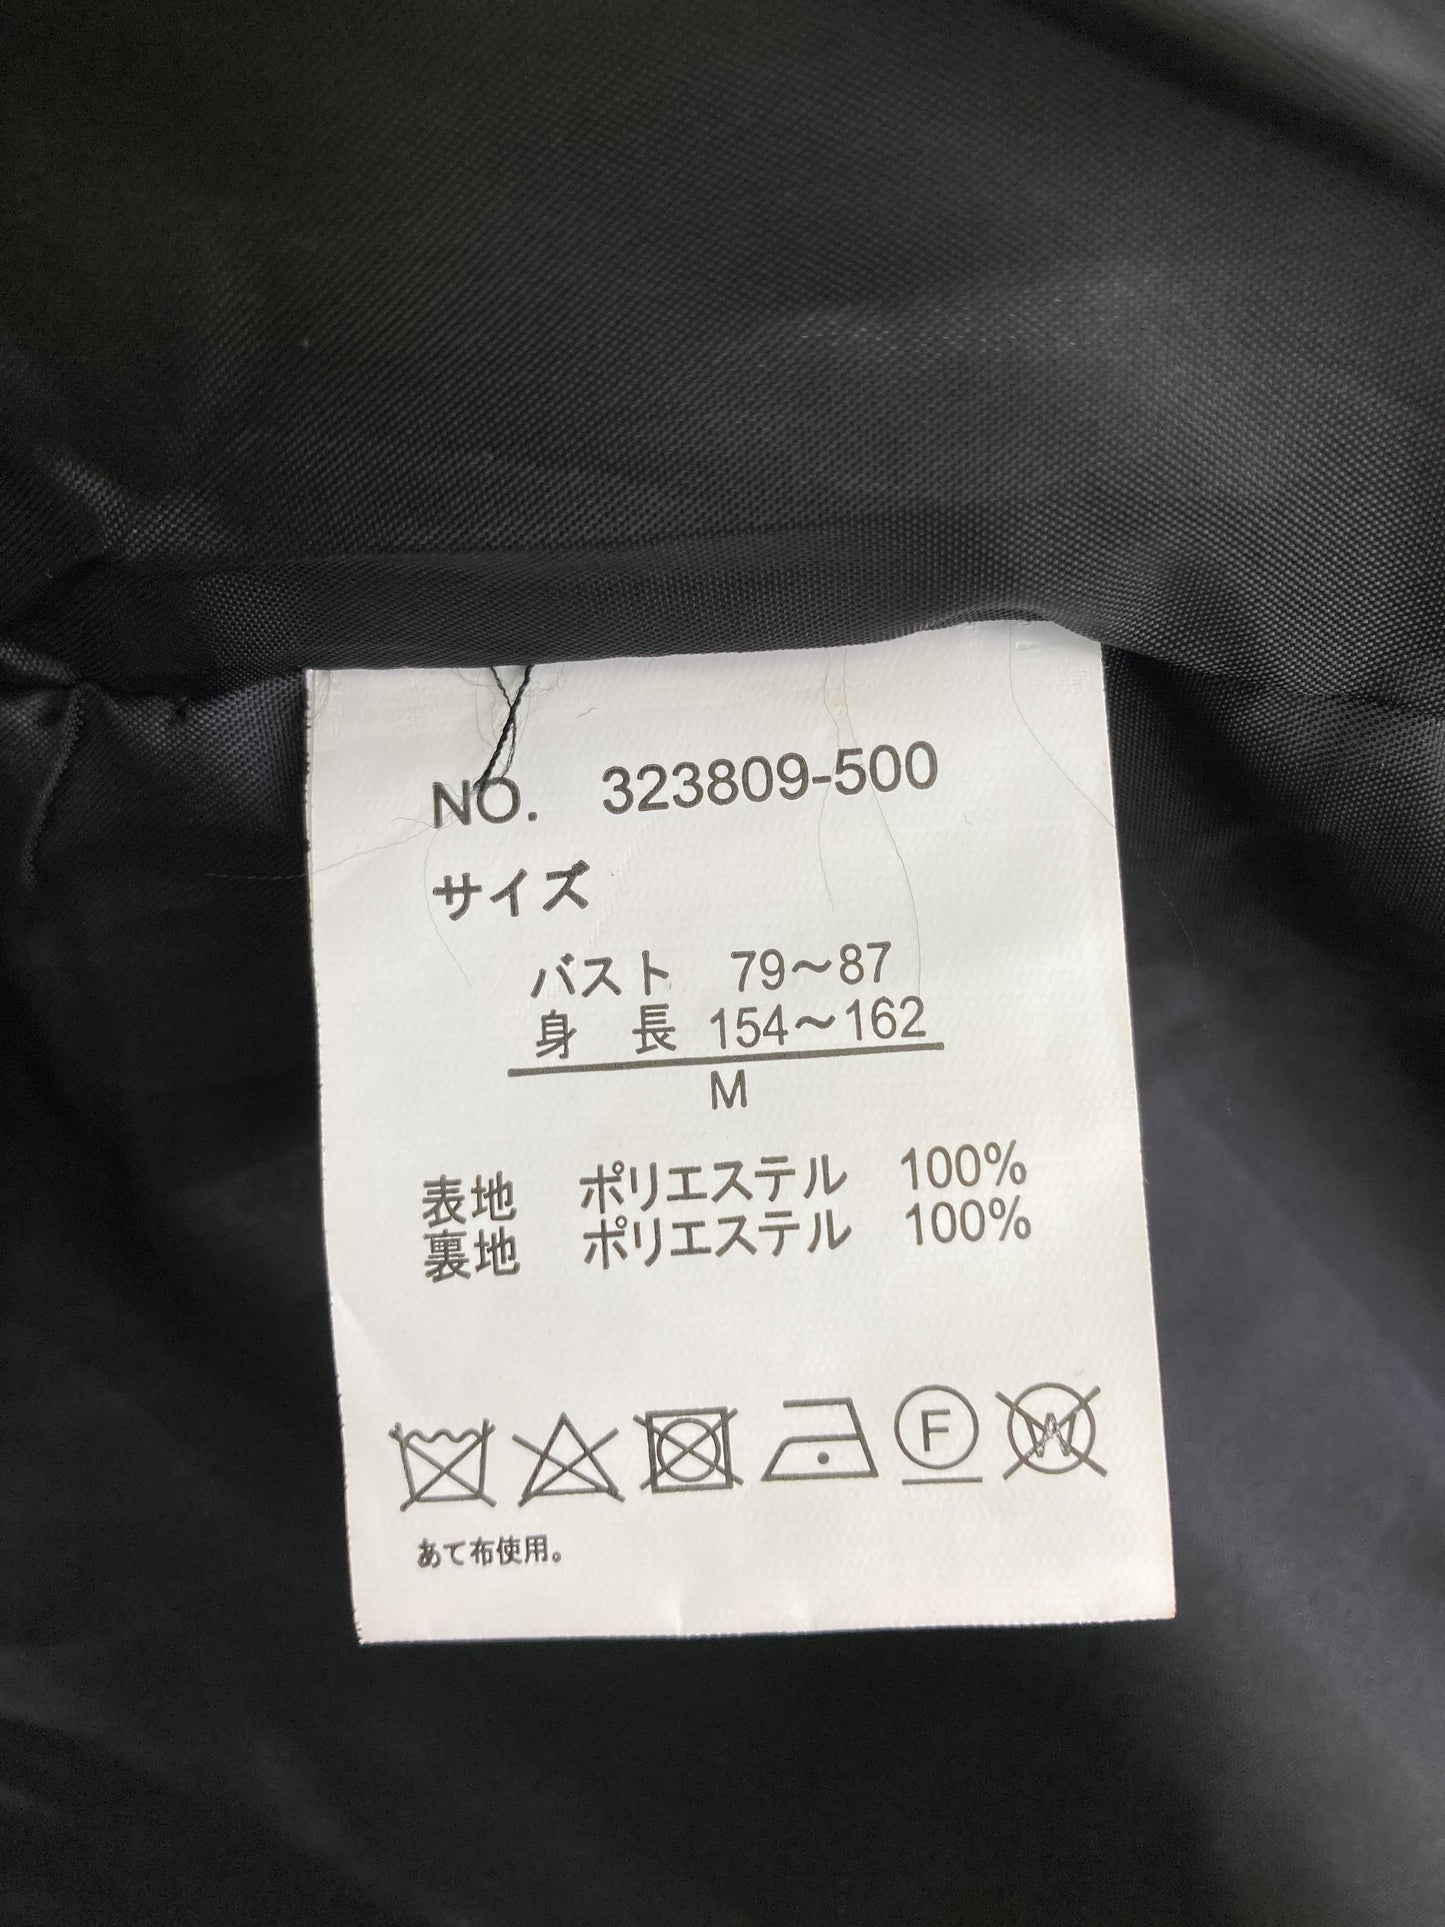 NO. 323809-500
サイズ
バスト 79～87
身 長 154～162
M
表地 ポリエステル 100%
裏地 ポリエステル 100%
F W
あて布使用。